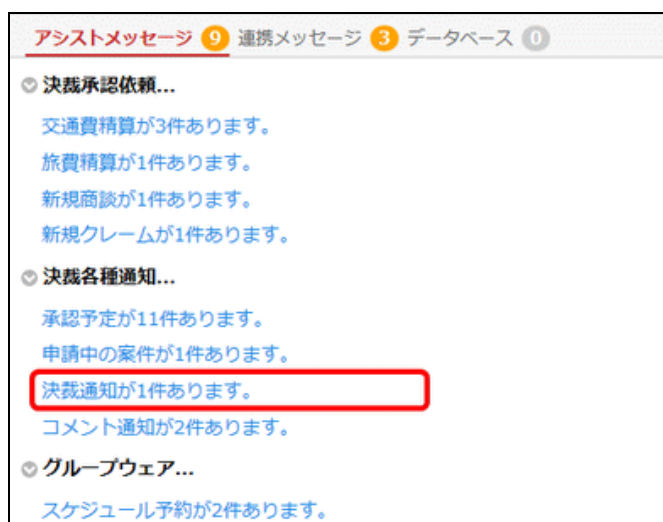 アシストメッセージ 9 連携メッセージ 3 データベース 0
決裁承認依頼...
交通費精算が3件あります。
旅費精算が1件あります。
新規商談が1件あります。
新規クレームが1件あります。
決裁各種通知...
承認予定が11件あります。
申請中の案件が1件あります。
決裁通知が1件あります。
コメント通知が2件あります。
グループウェア...
スケジュール予約が2件あります。